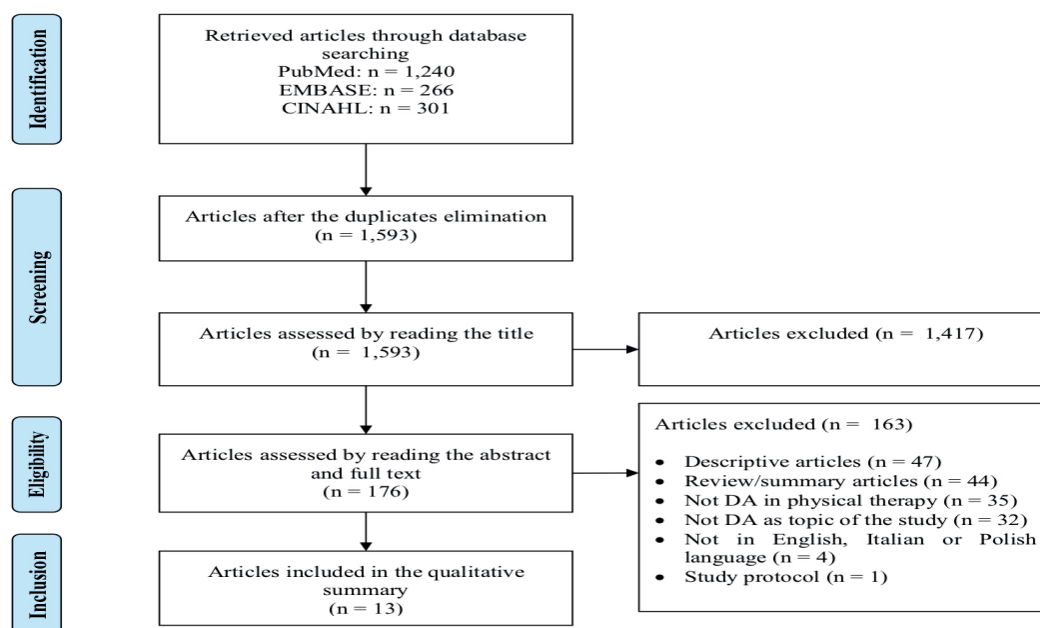 Identification
Retrieved articles through database
searching
PubMed: n = 1,240
EMBASE: n = 266
CINAHL: n = 301
Screening
Articles after the duplicates elimination
(n = 1,593)
Articles assessed by reading the title
(n = 1,593)
Articles excluded (n = 1,417)
Eligibility
Articles assessed by reading the abstract
and full text
(n = 176)
Articles excluded (n = 163)
• Descriptive articles (n = 47)
• Review/summary articles (n = 44)
• Not DA in physical therapy (n = 35)
• Not DA as topic of the study (n = 32)
• Not in English, Italian or Polish
language (n = 4)
• Study protocol (n = 1)
Inclusion
Articles included in the qualitative
summary
(n = 13)